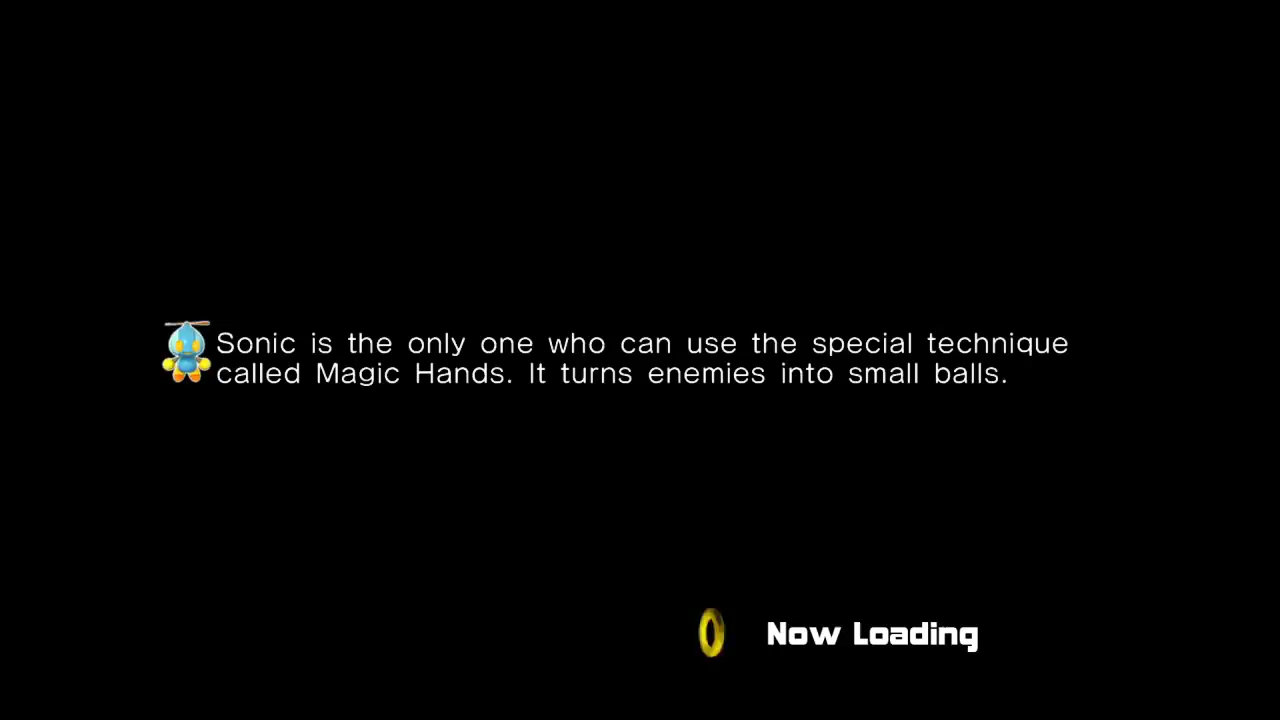 Sonic is the only one who can use the special technique
called Magic Hands. It turns enemies into small balls.
Now Loading